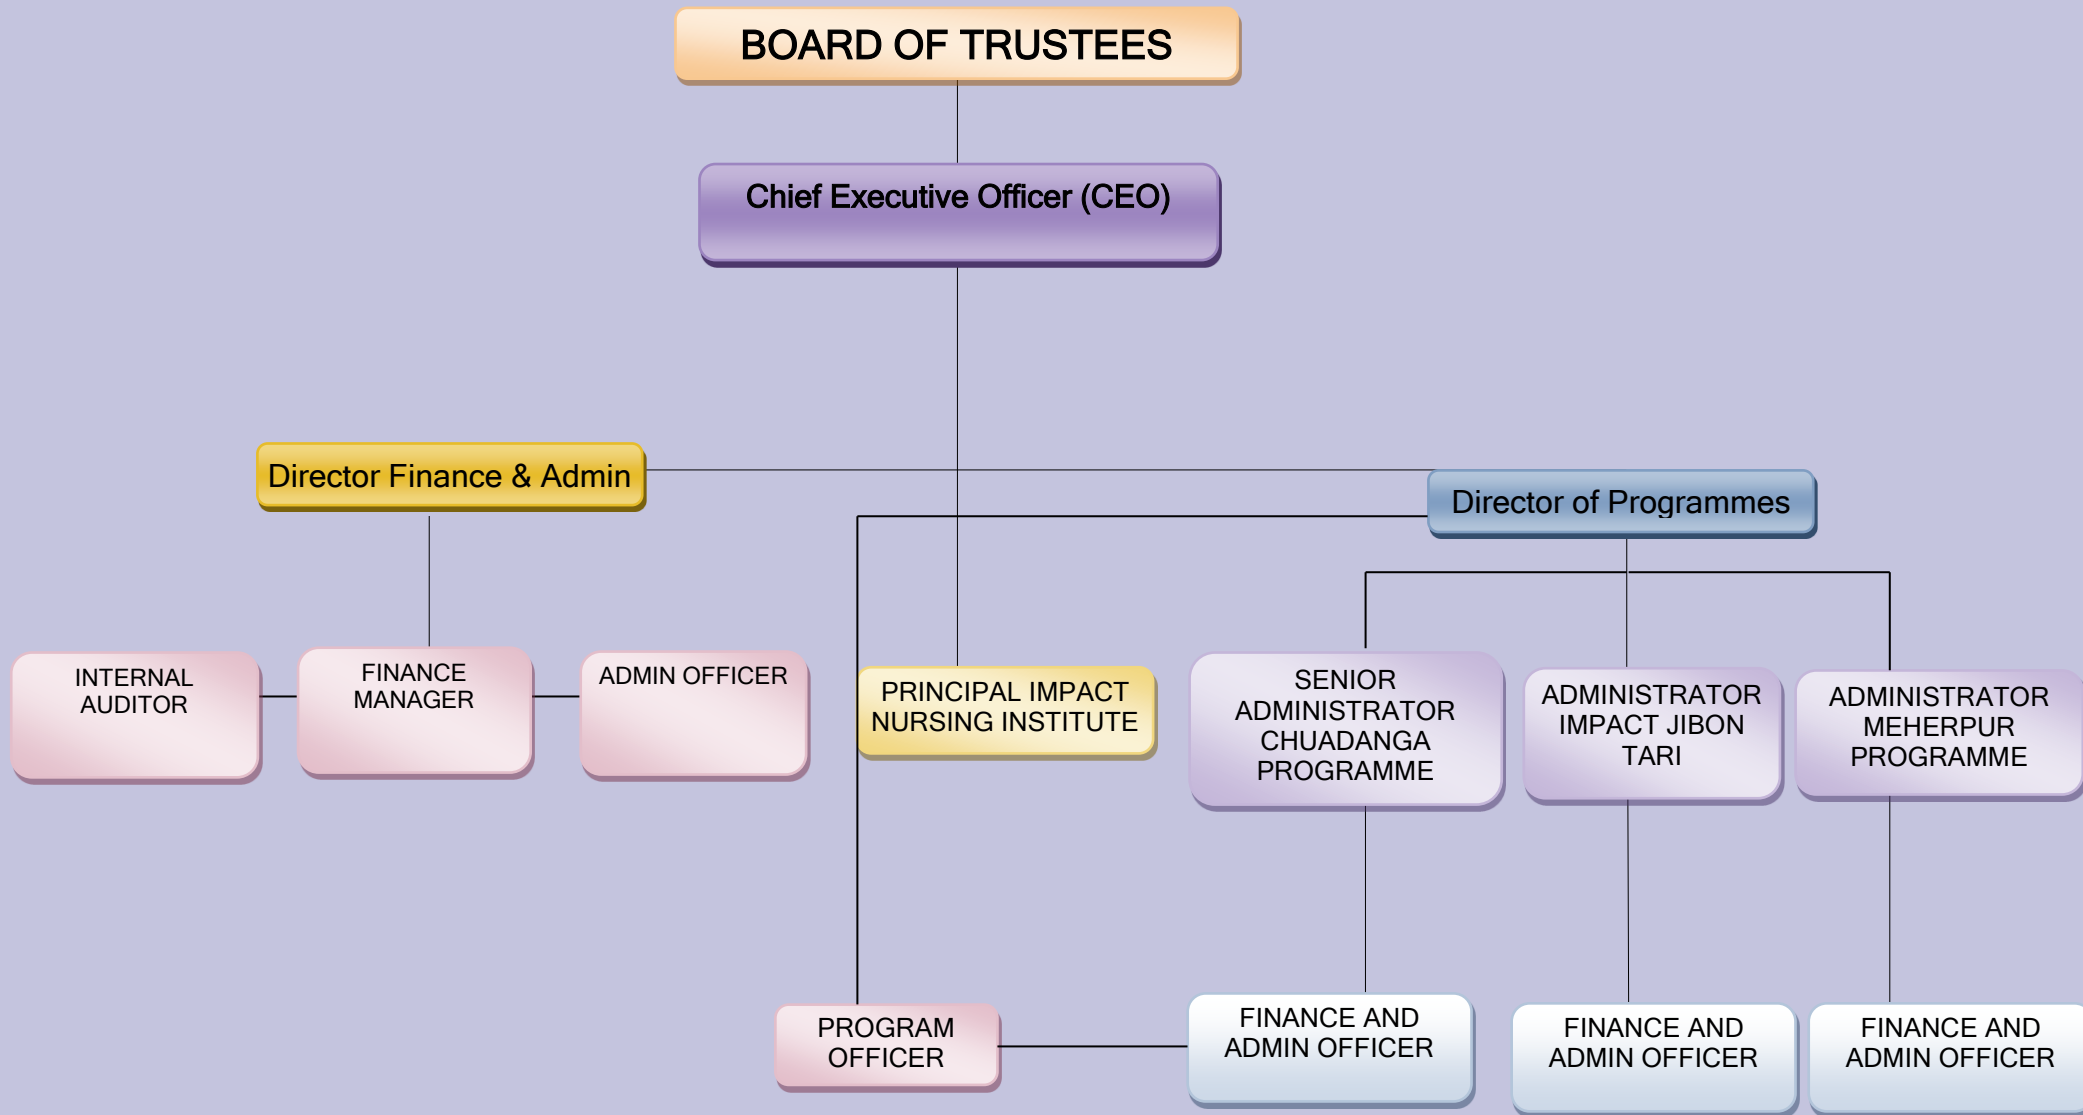 BOARD OF TRUSTEES
Chief Executive Officer (CEO)
Director Finance & Admin
Director of Programmes
INTERNAL
AUDITOR
FINANCE
MANAGER
ADMIN OFFICER
PRINCIPAL IMPACT
NURSING INSTITUTE
SENIOR
ADMINISTRATOR
CHUADANGA
PROGRAMME
ADMINISTRATOR
IMPACT JIBON
TARI
ADMINISTRATOR
MEHERPUR
PROGRAMME
PROGRAM
OFFICER
FINANCE AND
ADMIN OFFICER
FINANCE AND
ADMIN OFFICER
FINANCE AND
ADMIN OFFICER